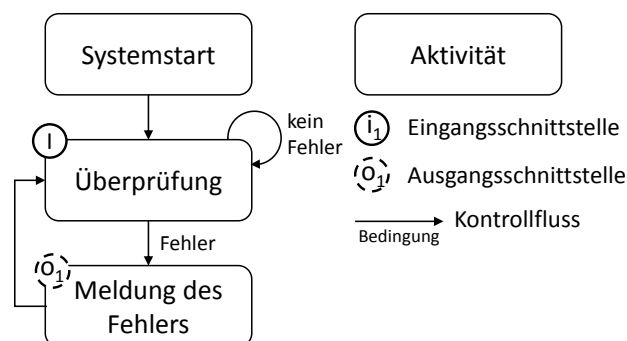 Systemstart
Aktivität
I
kein
Fehler
i1
Eingangsschnittstelle
Überprüfung
o1
Ausgangsschnittstelle
Fehler
Kontrollfluss
Bedingung
o1
Meldung des
Fehlers